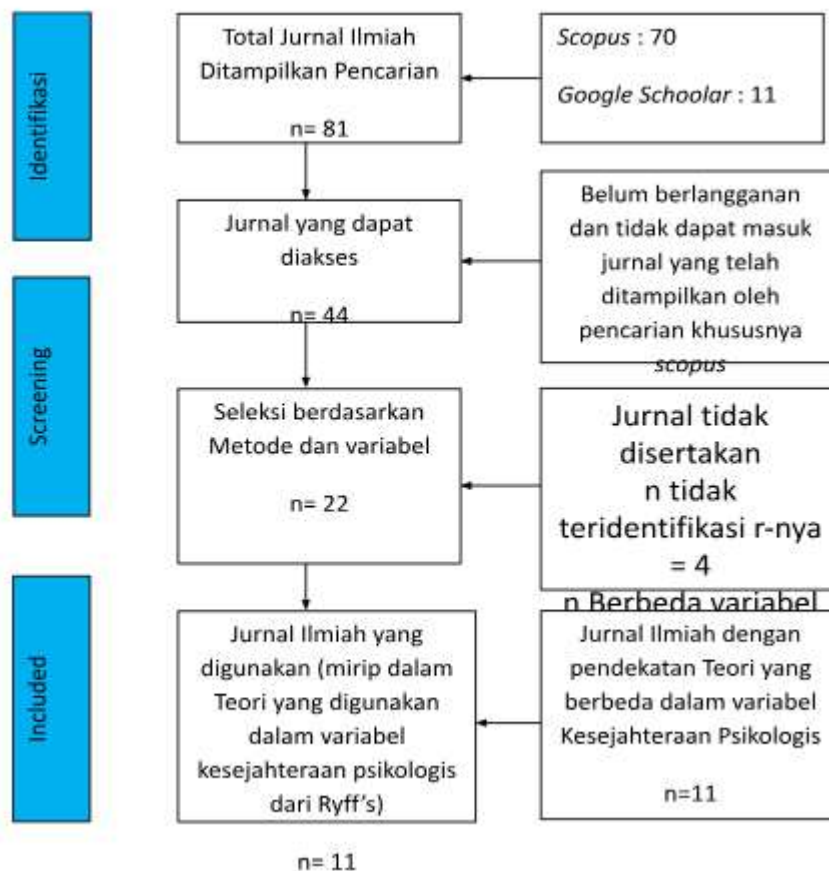 Identifikasi
Total Jurnal Ilmiah
Ditampilkan Pencarian
n= 81
Scopus : 70
Google Schoolar : 11
Jurnal yang dapat
diakses
n= 44
Belum berlangganan
dan tidak dapat masuk
jurnal yang telah
ditampilkan oleh
pencarian khususnya
scopus
Screening
Seleksi berdasarkan
Metode dan variabel
n= 22
Jurnal tidak
disertakan
n tidak
teridentifikasi r-nya
= 4
n Berbeda variabel
Included
Jurnal Ilmiah yang
digunakan (mirip dalam
Teori yang digunakan
dalam variabel
kesejahteraan psikologis
dari Ryff’s)
n= 11
Jurnal Ilmiah dengan
pendekatan Teori yang
berbeda dalam variabel
Kesejahteraan Psikologis
n=11